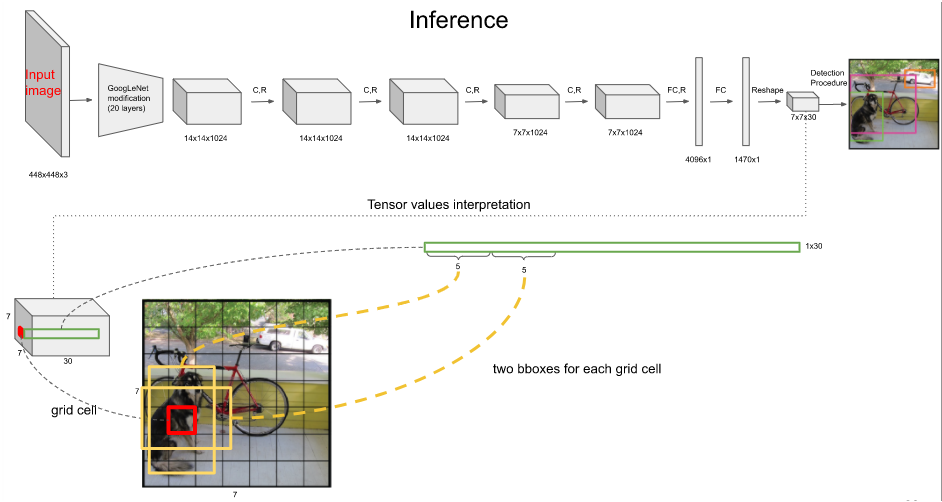 Inference
Input
image
448x448x3
GoogLeNet
modification
(20 layers)
14x14x1024
C,R
14x14x1024
C,R
14x14x1024
C,R
7x7x1024
C,R
7x7x1024
FC,R
4096x1
FC
1470x1
Reshape
7x7x30
Detection
Procedure
Tensor values interpretation
1x30
5
5
7
7
30
7
7
grid cell
two bboxes for each grid cell